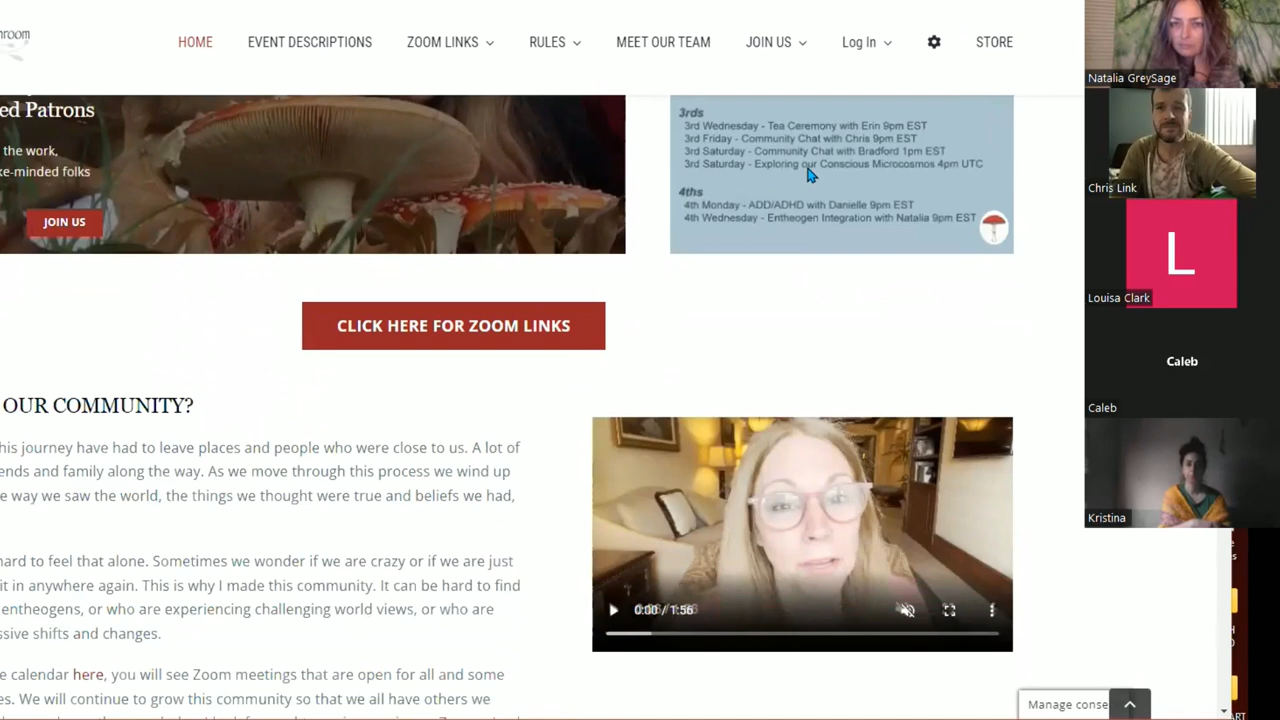 HOME
EVENT DESCRIPTIONS
ZOOM LINKS
RULES
MEET OUR TEAM
JOIN US
Log In
STORE
ed Patrons
the work,
ke-minded folks
JOIN US
3rds
3rd Wednesday - Tea Ceremony with Erin 9pm EST
3rd Friday - Community Chat with Chris 9pm EST
3rd Saturday - Community Chat with Bradford 1pm EST
3rd Saturday - Exploring our Conscious Microcosmos 4pm UTC
4ths
4th Monday - ADD/ADHD with Danielle 9pm EST
4th Wednesday - Entheogen Integration with Natalia 9pm EST
CLICK HERE FOR ZOOM LINKS
OUR COMMUNITY?
his journey have had to leave places and people who were close to us. A lot of
ends and family along the way. As we move through this process we wind up
e way we saw the world, the things we thought were true and beliefs we had,
hard to feel that alone. Sometimes we wonder if we are crazy or if we are just
it in anywhere again. This is why I made this community. It can be hard to find
entheogens, or who are experiencing challenging world views, or who are
ssive shifts and changes.
e calendar here, you will see Zoom meetings that are open for all and some
es. We will continue to grow this community so that we all have others we
0:00 / 1:56
Manage conse
Natalia GreySage
Chris Link
L
Louisa Clark
Caleb
Caleb
Kristina